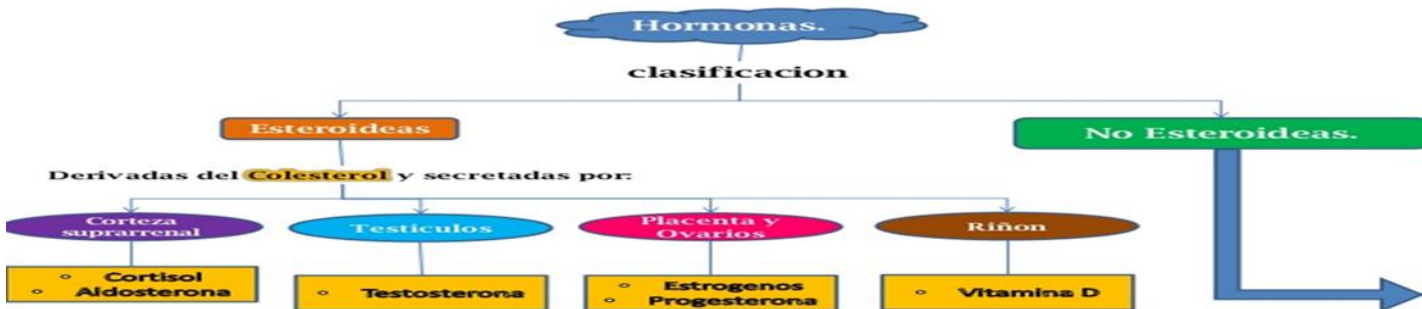 Hormonas.
clasificacion
Esteroideas
No Esteroideas.
Derivadas del Colesterol y secretadas por:
Corteza
suprarrenal
Testiculos
Placenta y
Ovarios
Riñon
◦ Cortisol
◦ Aldosterona
◦ Testosterona
◦ Estrogenos
◦ Progesterona
◦ Vitamina D